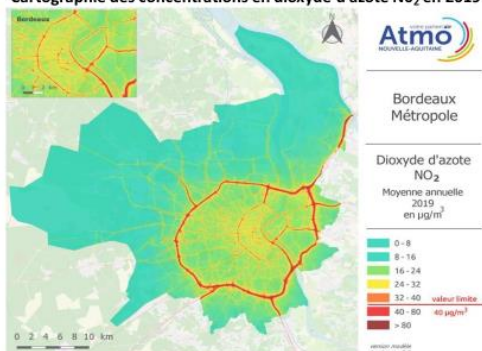 Cartographie des concentrations en dioxyde d'azote NO2 en 2019
Bordeaux
Atmo
NOUVELLE-AQUITAINE
Bordeaux
Métropole
Dioxyde d'azote
NO2
Moyenne annuelle
2019
en µg/m3
0 - 8
8 - 16
16 - 24
24 - 32
32 - 40 valeur limite
40 - 80 40 µg/m3
> 80
0 2 4 6 8 10 km